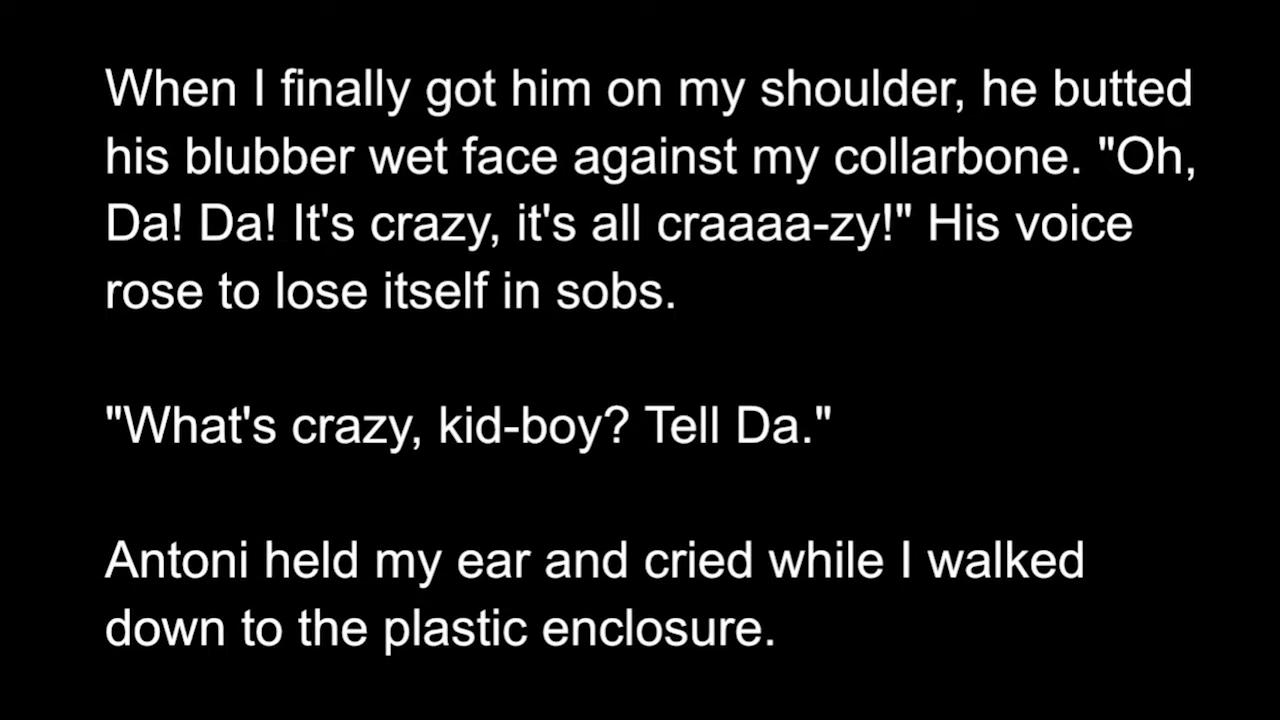 When I finally got him on my shoulder, he butted
his blubber wet face against my collarbone. "Oh,
Da! Da! It's crazy, it's all craaaa-zy!" His voice
rose to lose itself in sobs.
"What's crazy, kid-boy? Tell Da."
Antoni held my ear and cried while I walked
down to the plastic enclosure.